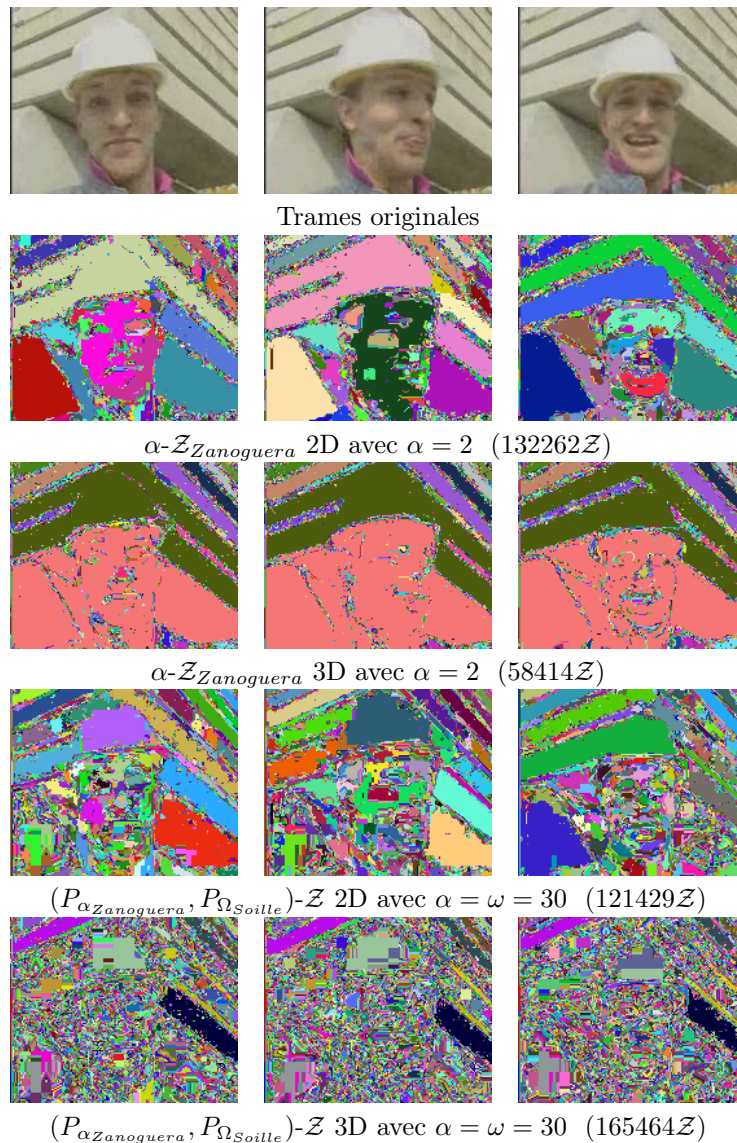 Trames originales
α-𝒵_{Zanoguera} 2D avec α = 2 (132262𝒵)
α-𝒵_{Zanoguera} 3D avec α = 2 (58414𝒵)
(P_{α_{Zanoguera}}, P_{Ω_{Soille}})-𝒵 2D avec α = ω = 30 (121429𝒵)
(P_{α_{Zanoguera}}, P_{Ω_{Soille}})-𝒵 3D avec α = ω = 30 (165464𝒵)